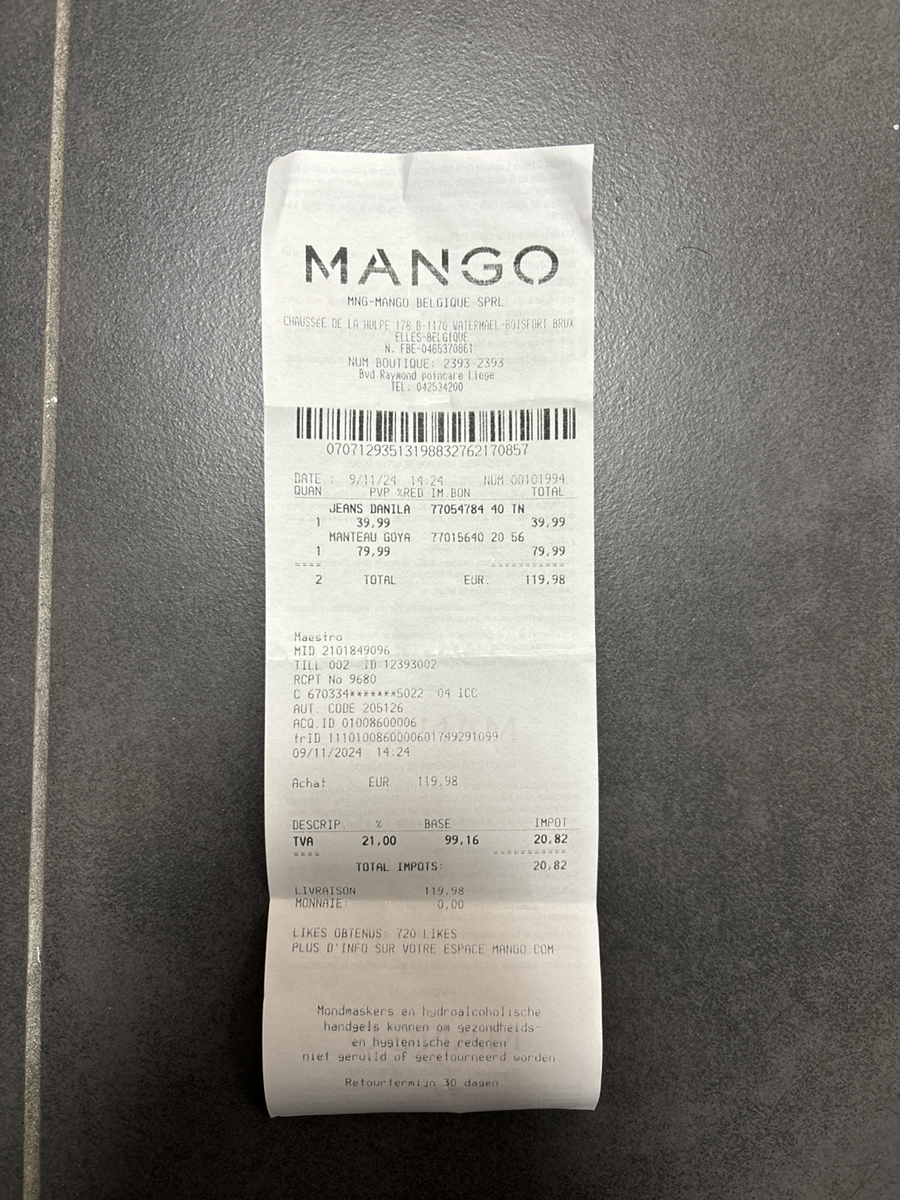 MANGO
MNG-MANGO BELGIQUE SPRL
CHAUSSEE DE LA HULPE 178 B-1170 WATERMAEL-BOISFORT BRUX
ELLES-BELGIQUE
N. FBE-0465370861
NUM BOUTIQUE: 2393 2393
Bvd Raymond poincare Liege
TEL: 042534200
07071293513198832762170857
DATE : 9/11/24 14:24 NUM 00101994
QUAN PVP %RED IM.BON TOTAL
JEANS DANILA 77054784 40 TN
1 39,99 39,99
MANTEAU GOYA 77015640 20 56
1 79,99 79,99
==== ===========
2 TOTAL EUR. 119,98
Maestro
MID 2101849096
TILL 002 ID 12393002
RCPT No 9680
C 670334*******5022 04 ICC
AUT. CODE 205126
ACQ.ID 01008600006
trID 1110100860000601749291099
09/11/2024 14:24
Achat EUR 119,98
DESCRIP. % BASE IMPOT
TVA 21,00 99,16 20,82
==== ===========
TOTAL IMPOTS: 20,82
LIVRAISON 119,98
MONNAIE: 0,00
LIKES OBTENUS: 720 LIKES
PLUS D'INFO SUR VOTRE ESPACE MANGO.COM
Mondmaskers en hydroalcoholische
handgels kunnen om gezondheids-
en hygiënische redenen
niet geruild of geretourneerd worden.
Retourtermijn 30 dagen.